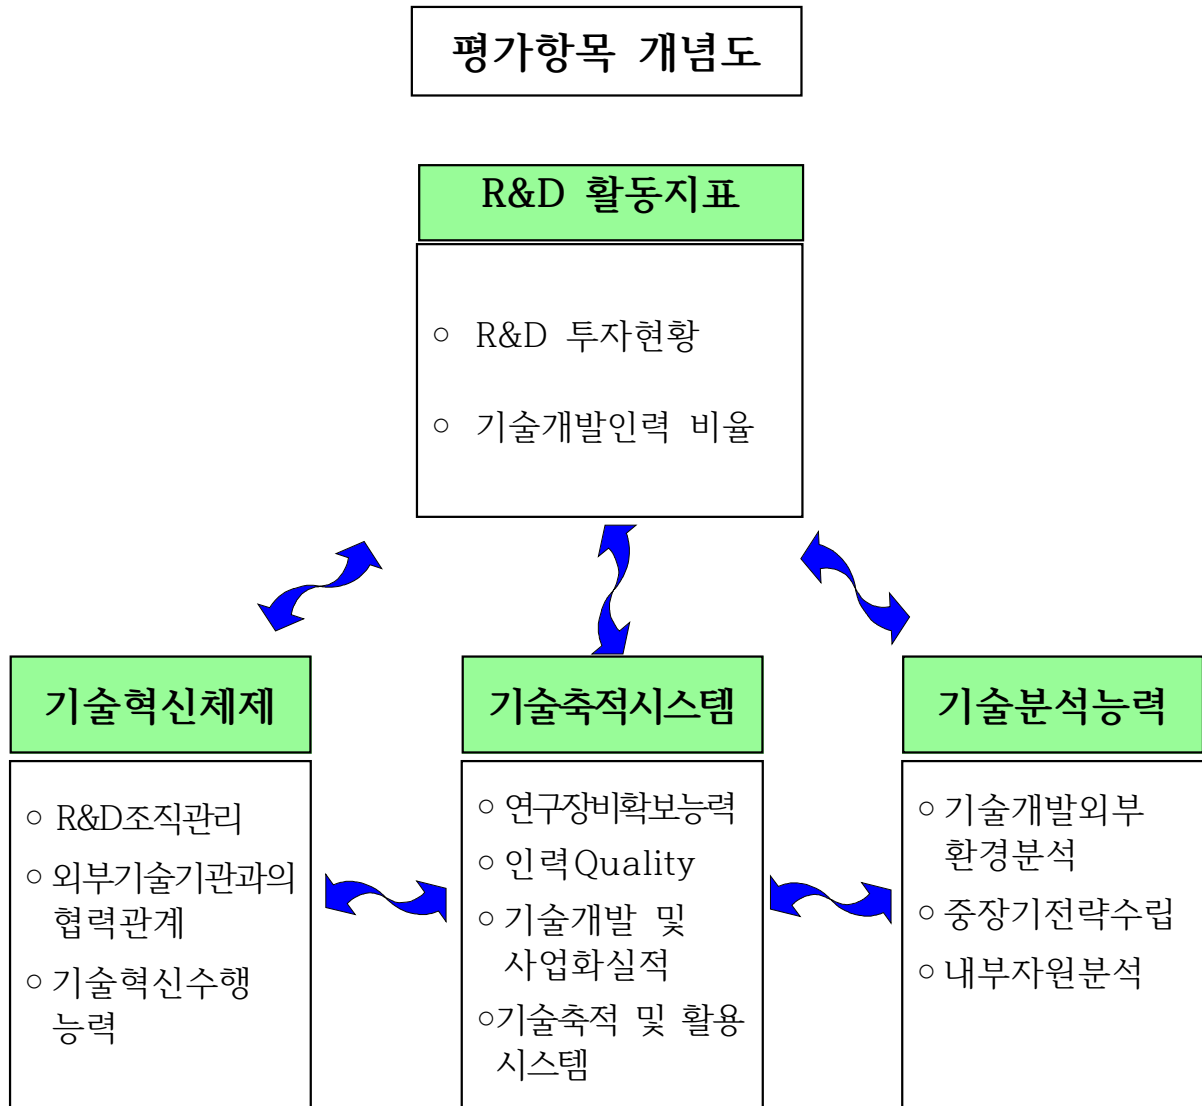 평가항목 개념도
R&D 활동지표
○ R&D 투자현황
○ 기술개발인력 비율
기술혁신체제
○ R&D조직관리
○ 외부기술기관과의
협력관계
○ 기술혁신수행
능력
기술축적시스템
○ 연구장비확보능력
○ 인력Quality
○ 기술개발 및
사업화실적
○기술축적 및 활용
시스템
기술분석능력
○ 기술개발외부
환경분석
○ 중장기전략수립
○ 내부자원분석